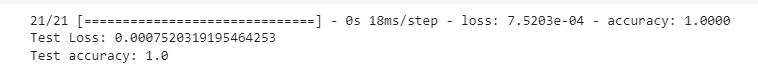 21/21 [==============================] - 0s 18ms/step - loss: 7.5203e-04 - accuracy: 1.0000
Test Loss: 0.0007520319195464253
Test accuracy: 1.0